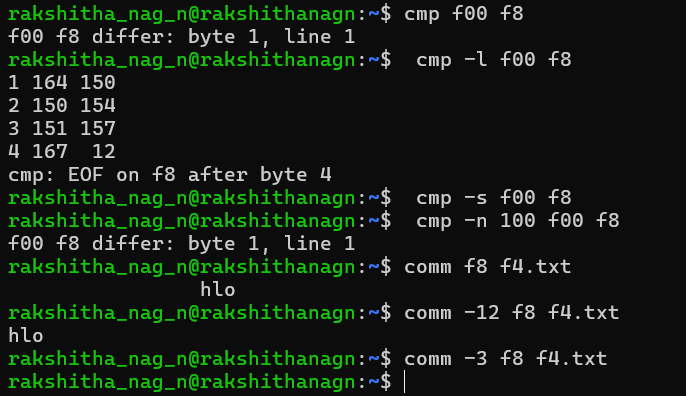 rakshitha_nag_n@rakshithanagn:~$ cmp f00 f8
f00 f8 differ: byte 1, line 1
rakshitha_nag_n@rakshithanagn:~$  cmp -l f00 f8
1 164 150
2 150 154
3 151 157
4 167  12
cmp: EOF on f8 after byte 4
rakshitha_nag_n@rakshithanagn:~$  cmp -s f00 f8
rakshitha_nag_n@rakshithanagn:~$  cmp -n 100 f00 f8
f00 f8 differ: byte 1, line 1
rakshitha_nag_n@rakshithanagn:~$ comm f8 f4.txt
                hlo
rakshitha_nag_n@rakshithanagn:~$ comm -12 f8 f4.txt
hlo
rakshitha_nag_n@rakshithanagn:~$ comm -3 f8 f4.txt
rakshitha_nag_n@rakshithanagn:~$